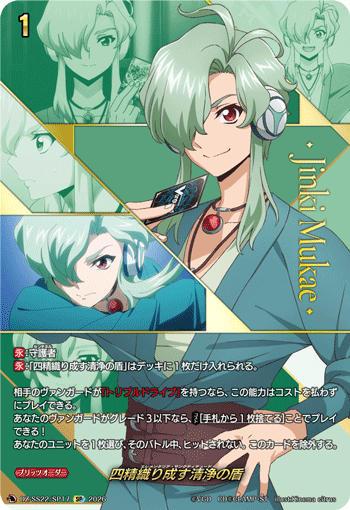 1
Jinki Mukae
永:守護者
永:「四精織り成す清浄の盾」はデッキに1枚だけ入れられる。
相手のヴァンガードが『トリプルドライブ』を持つなら、この能力はコストを払わず
にプレイできる。
あなたのヴァンガードがグレード3以下なら、【手札から1枚捨てる】ことでプレイ
できる!
あなたのユニットを1枚選び、そのバトル中、ヒットされない。このカードを除外する。
ブリッツオーダー
四精織り成す清浄の盾
DZ-SS22-SP17 SP 2026
illust:Kinema citrus